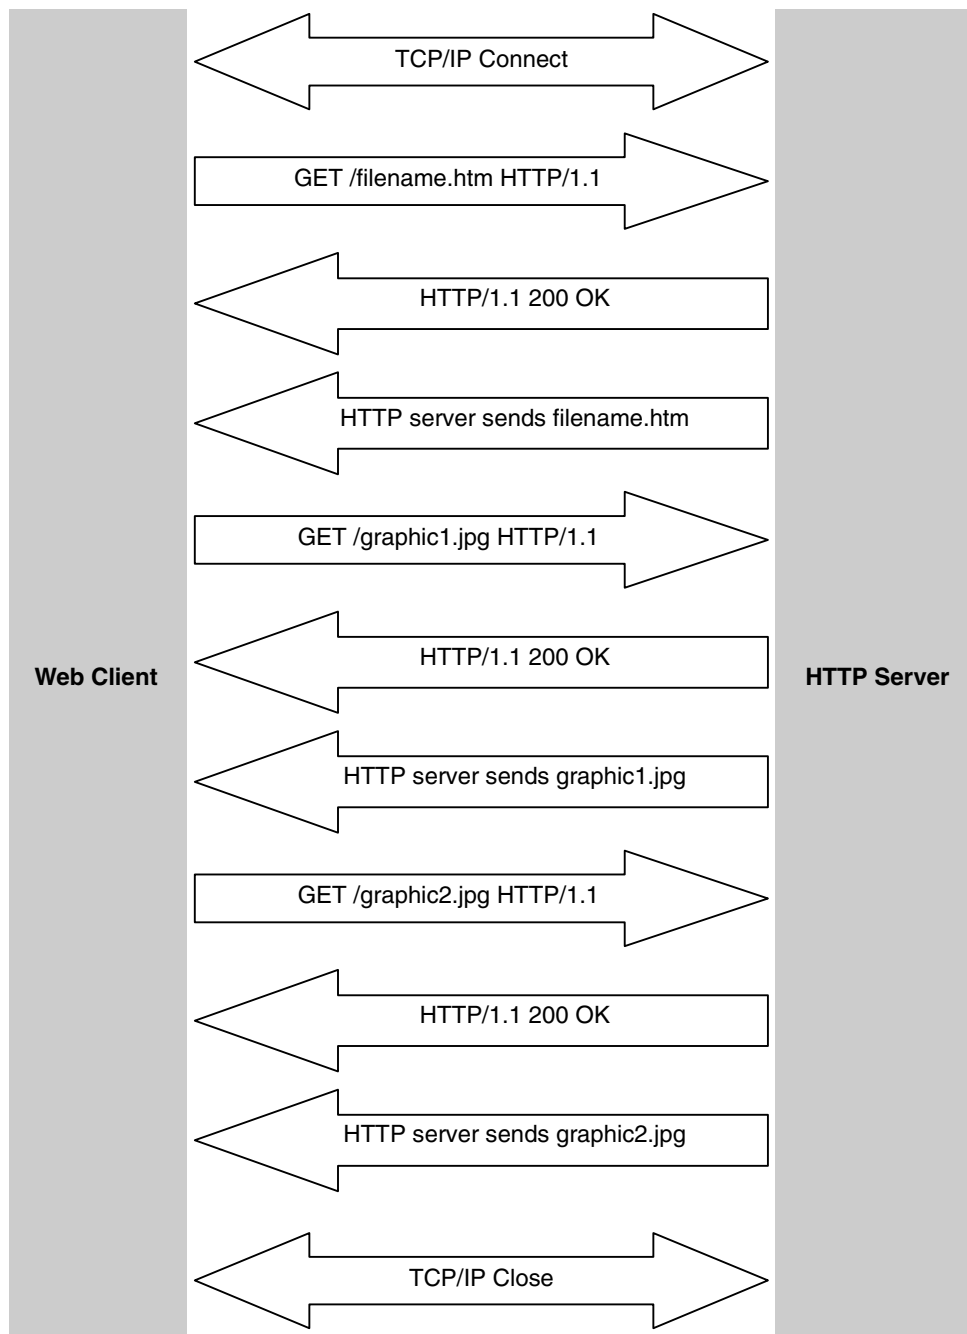 TCP/IP Connect
GET /filename.htm HTTP/1.1
HTTP/1.1 200 OK
HTTP server sends filename.htm
GET /graphic1.jpg HTTP/1.1
HTTP/1.1 200 OK
Web Client
HTTP Server
HTTP server sends graphic1.jpg
GET /graphic2.jpg HTTP/1.1
HTTP/1.1 200 OK
HTTP server sends graphic2.jpg
TCP/IP Close